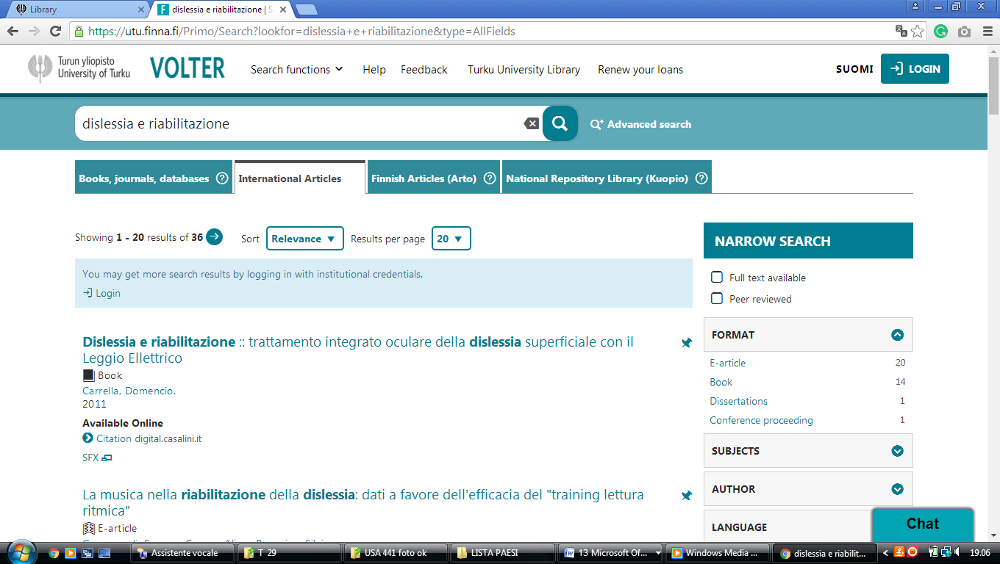 Library
dislessia e riabilitazione | S
https://utu.finna.fi/Primo/Search?lookfor=dislessia+e+riabilitazione&type=AllFields
Turun yliopisto
University of Turku
VOLTER
Search functions
Help
Feedback
Turku University Library
Renew your loans
SUOMI
LOGIN
dislessia e riabilitazione
Advanced search
Books, journals, databases
International Articles
Finnish Articles (Arto)
National Repository Library (Kuopio)
Showing 1 - 20 results of 36
Sort
Relevance
Results per page
20
You may get more search results by logging in with institutional credentials.
Login
Dislessia e riabilitazione :: trattamento integrato oculare della dislessia superficiale con il
Leggio Ellettrico
Book
Carrella, Domencio.
2011
Available Online
Citation digital.casalini.it
SFX
La musica nella riabilitazione della dislessia: dati a favore dell'efficacia del "training lettura
ritmica"
E-article
NARROW SEARCH
Full text available
Peer reviewed
FORMAT
E-article 20
Book 14
Dissertations 1
Conference proceeding 1
SUBJECTS
AUTHOR
LANGUAGE
Chat
Assistente vocale
T 29
USA 441 foto ok
LISTA PAESI
13 Microsoft Of...
Windows Media ...
dislessia e riabilit...
19.06